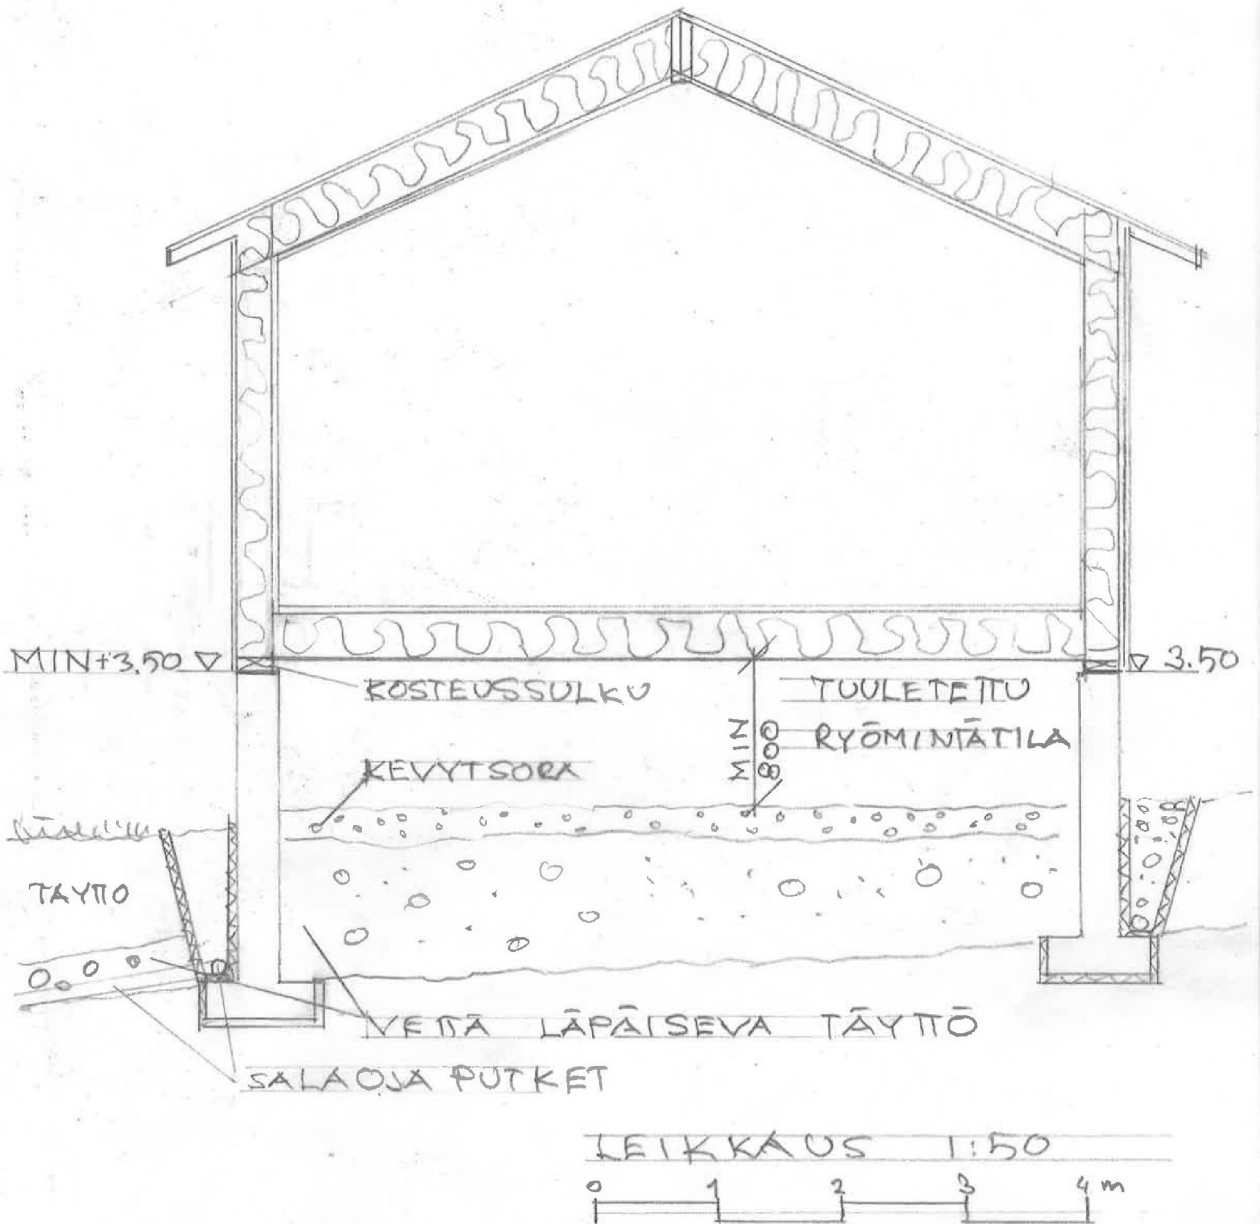 MIN+3.50
3.50
KOSTEUSSULKU
TUULETETTU
RYÖMINTÄTILA
MIN
800
KEVYTSORA
TÄYTTÖ
VETTÄ LÄPÄISEVÄ TÄYTTÖ
SALAOJA PUTKET
LEIKKAUS 1:50
0 1 2 3 4 m